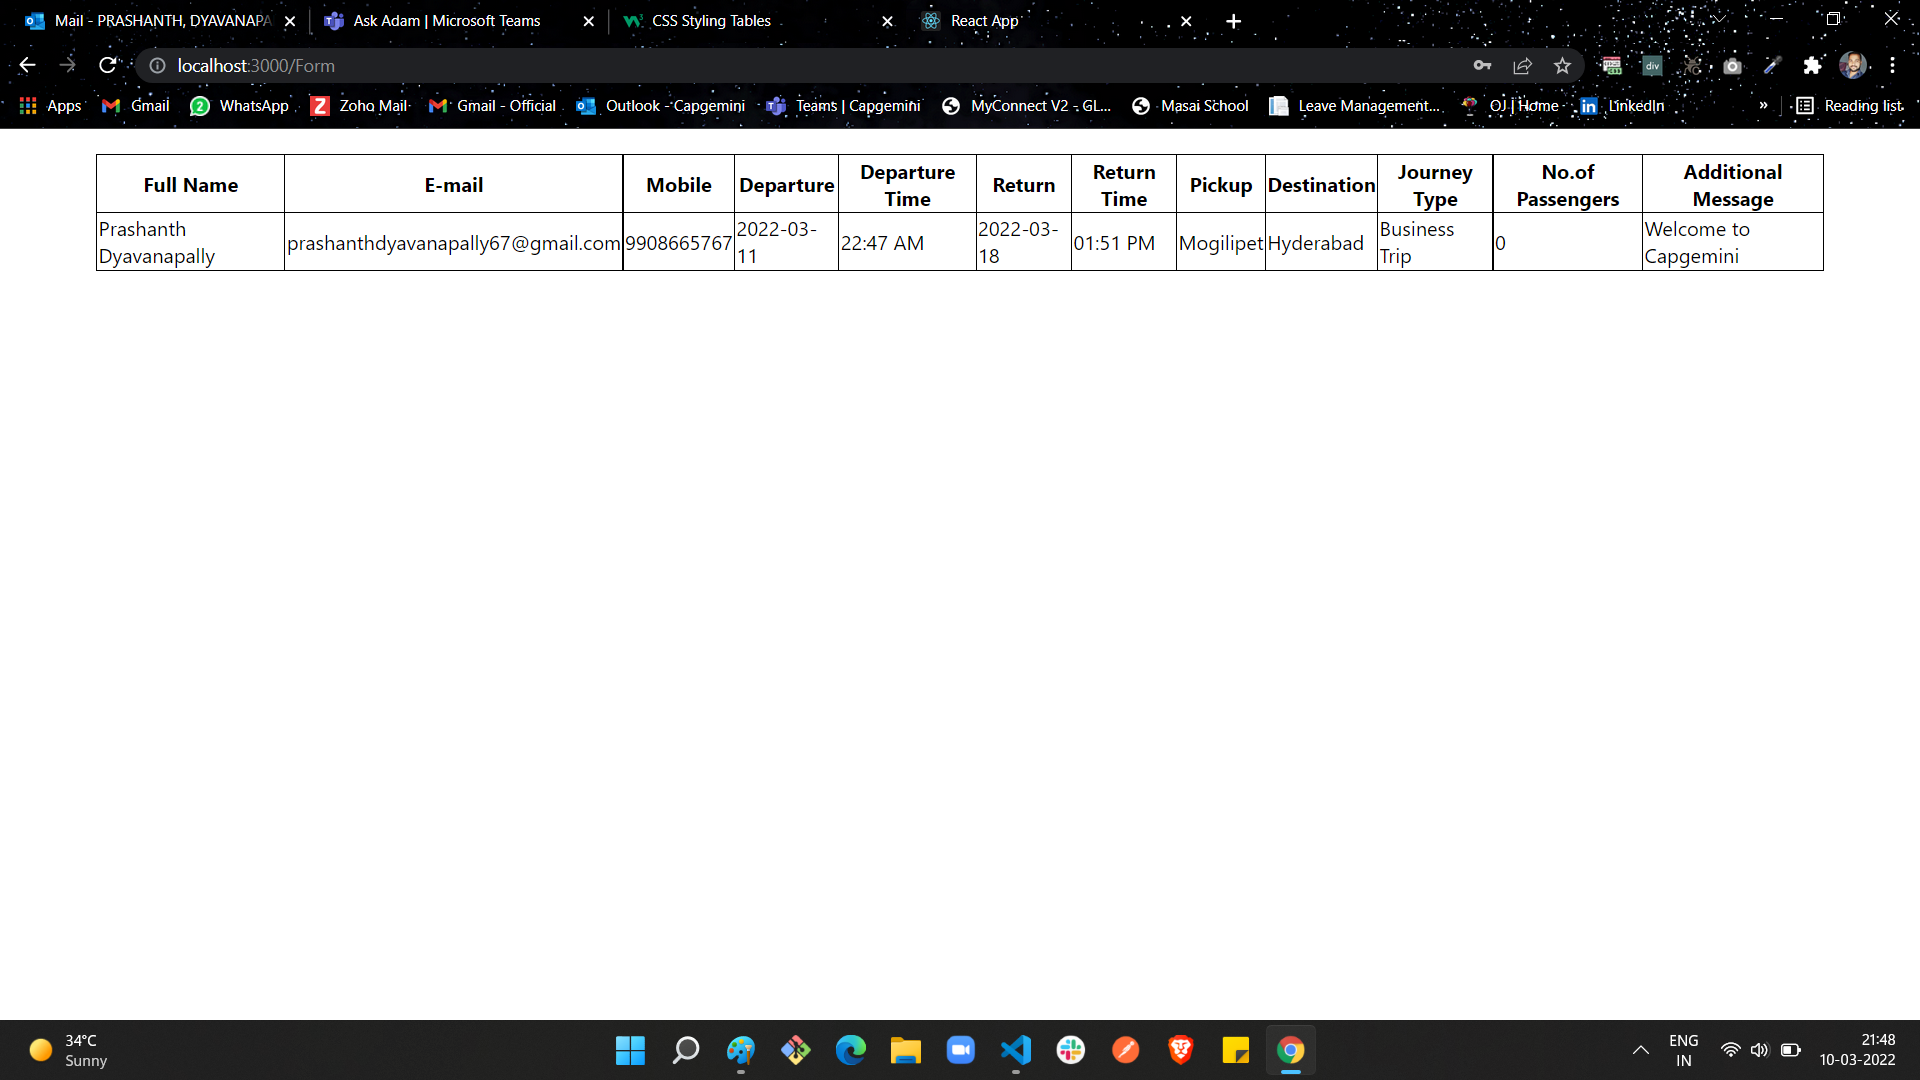 Mail - PRASHANTH, DYAVANAPA
Ask Adam | Microsoft Teams
CSS Styling Tables
React App
localhost:3000/Form
div
Apps
Gmail
2
WhatsApp
Zoho Mail
Gmail - Official
Outlook - Capgemini
Teams | Capgemini
MyConnect V2 - GL...
Masai School
Leave Management...
OJ | Home
in
LinkedIn
»
Reading list
Full Name
E-mail
Mobile
Departure
Departure
Time
Return
Return
Time
Pickup
Destination
Journey
Type
No.of
Passengers
Additional
Message
Prashanth
Dyavanapally
prashanthdyavanapally67@gmail.com
9908665767
2022-03-
11
22:47 AM
2022-03-
18
01:51 PM
Mogilipet
Hyderabad
Business
Trip
0
Welcome to
Capgemini
34°C
Sunny
ENG
IN
21:48
10-03-2022